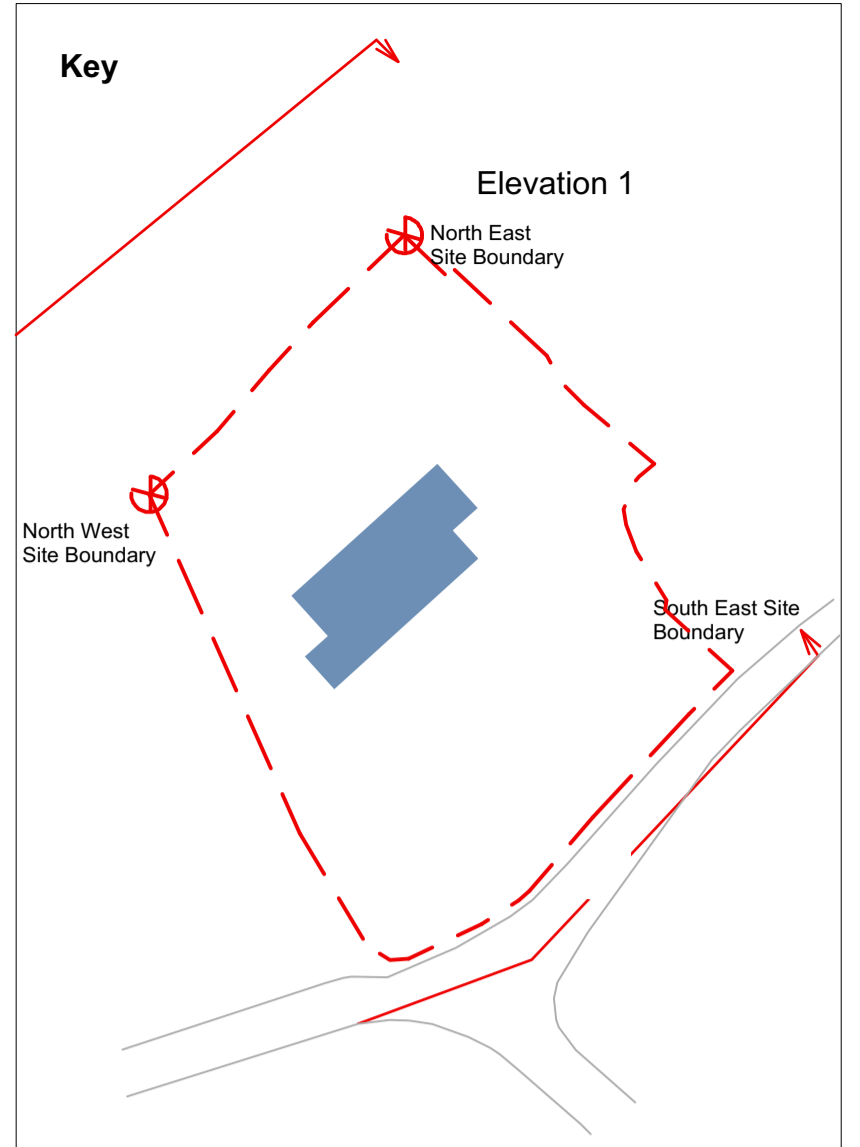 Key
Elevation 1
North East
Site Boundary
North West
Site Boundary
South East Site
Boundary